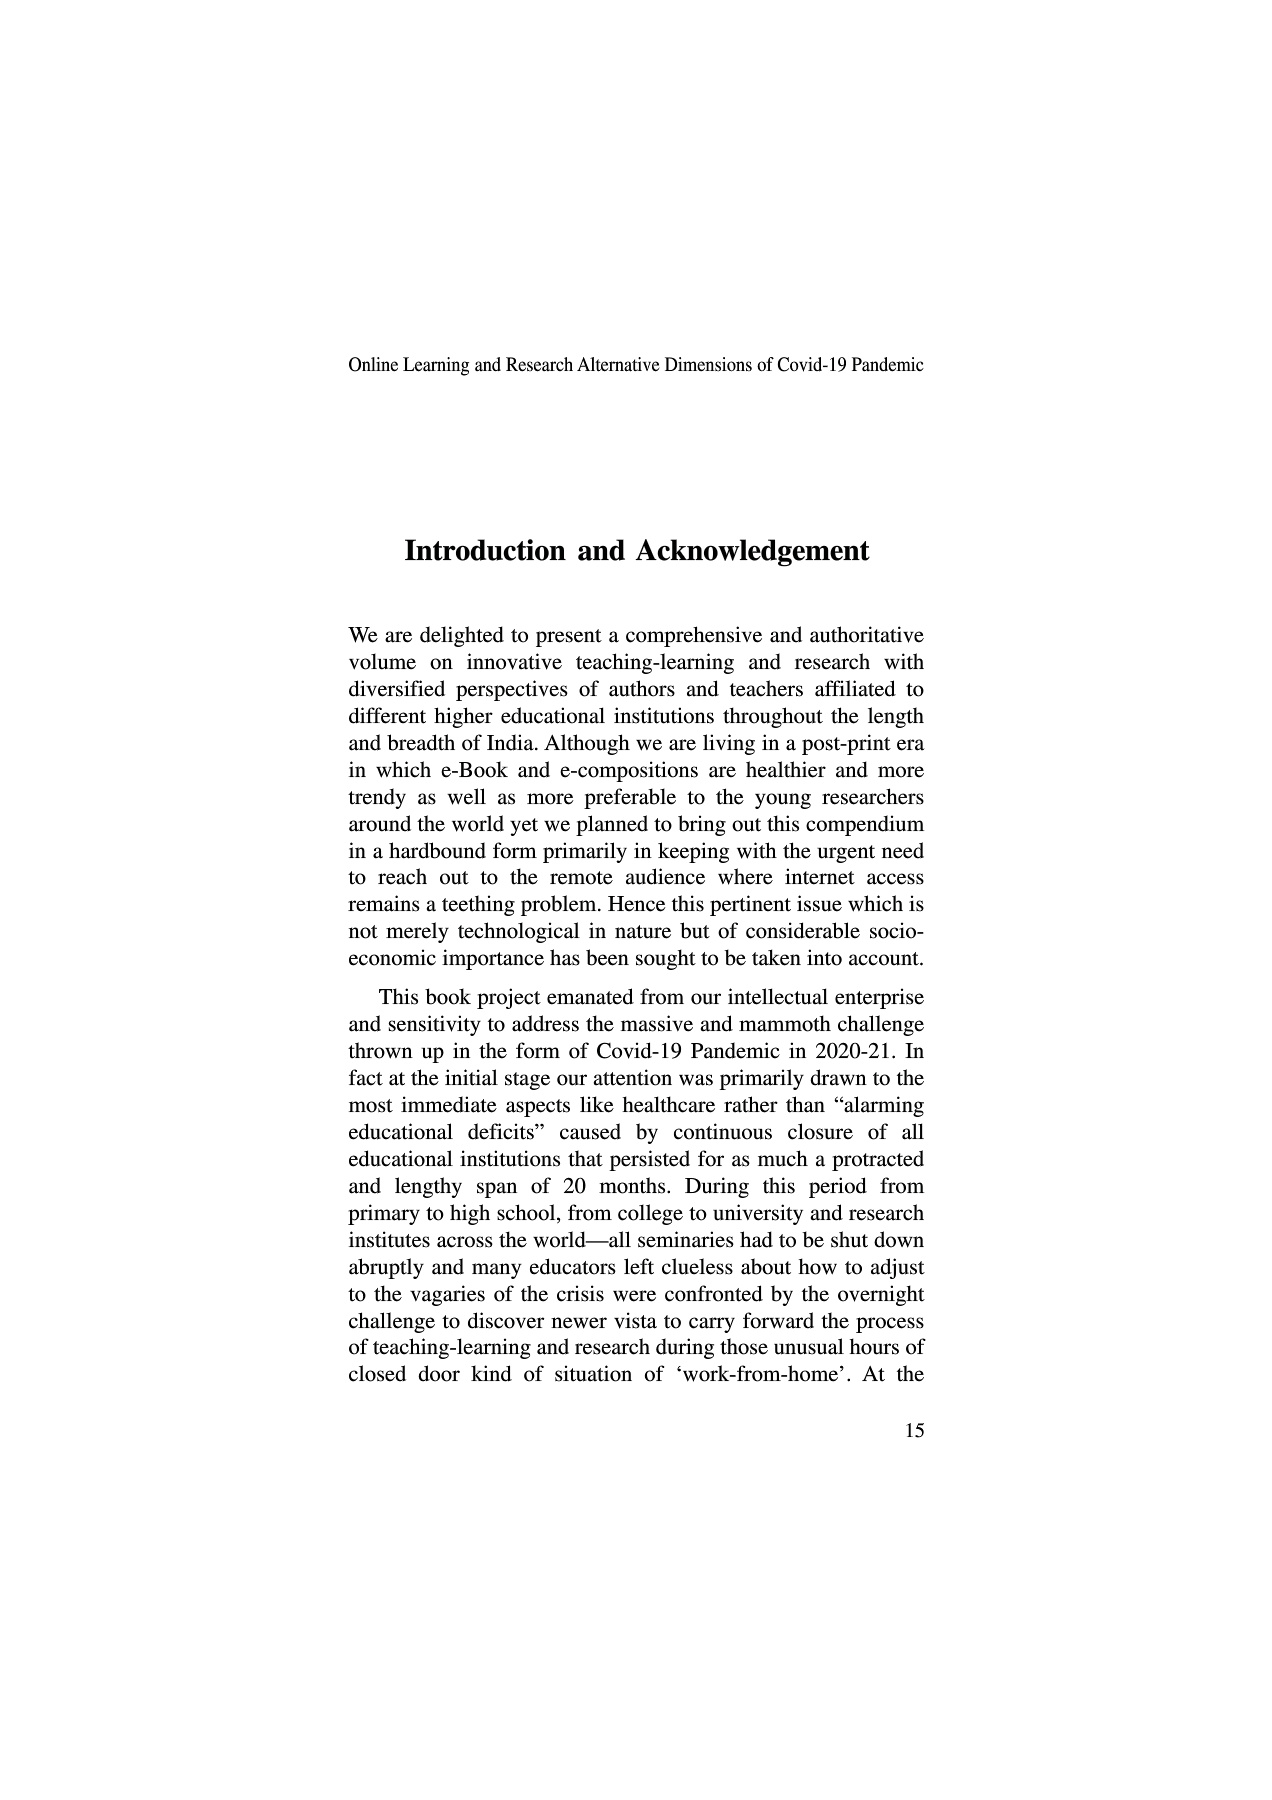 Online Learning and Research Alternative Dimensions of Covid-19 Pandemic
Introduction and Acknowledgement
We are delighted to present a comprehensive and authoritative
volume on innovative teaching-learning and research with
diversified perspectives of authors and teachers affiliated to
different higher educational institutions throughout the length
and breadth of India. Although we are living in a post-print era
in which e-Book and e-compositions are healthier and more
trendy as well as more preferable to the young researchers
around the world yet we planned to bring out this compendium
in a hardbound form primarily in keeping with the urgent need
to reach out to the remote audience where internet access
remains a teething problem. Hence this pertinent issue which is
not merely technological in nature but of considerable socio-
economic importance has been sought to be taken into account.
This book project emanated from our intellectual enterprise
and sensitivity to address the massive and mammoth challenge
thrown up in the form of Covid-19 Pandemic in 2020-21. In
fact at the initial stage our attention was primarily drawn to the
most immediate aspects like healthcare rather than “alarming
educational deficits” caused by continuous closure of all
educational institutions that persisted for as much a protracted
and lengthy span of 20 months. During this period from
primary to high school, from college to university and research
institutes across the world—all seminaries had to be shut down
abruptly and many educators left clueless about how to adjust
to the vagaries of the crisis were confronted by the overnight
challenge to discover newer vista to carry forward the process
of teaching-learning and research during those unusual hours of
closed door kind of situation of ‘work-from-home’. At the
15